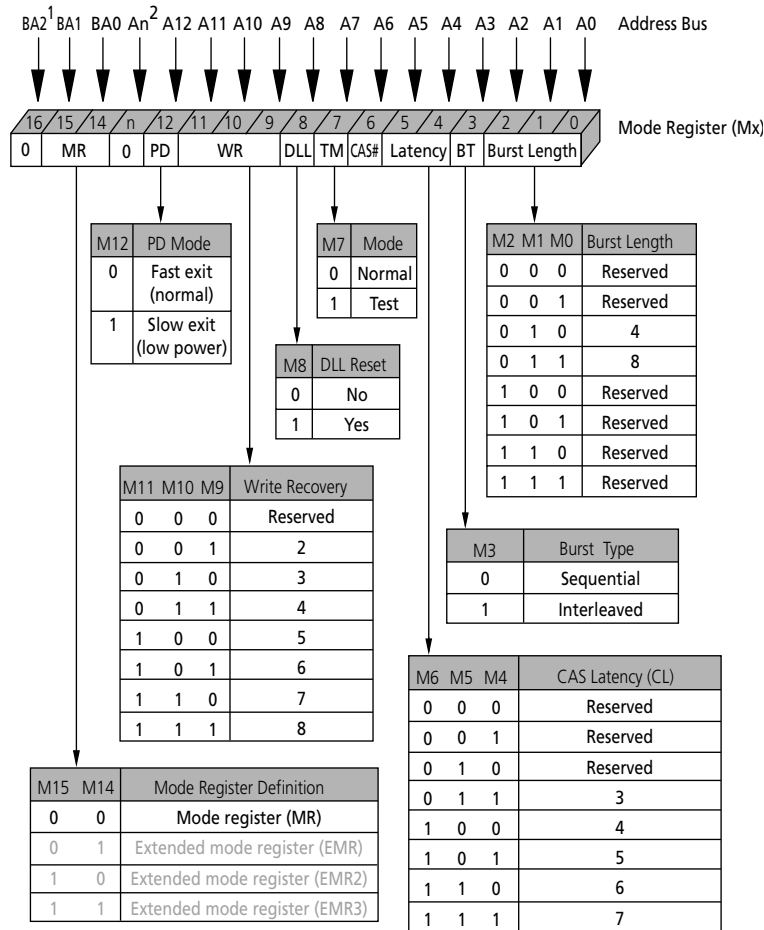 BA2¹ BA1 BA0 An² A12 A11 A10 A9 A8 A7 A6 A5 A4 A3 A2 A1 A0 Address Bus
16 15 14 n 12 11 10 9 8 7 6 5 4 3 2 1 0
Mode Register (Mx)
0 MR 0 PD WR DLL TM CAS# Latency BT Burst Length
M12 PD Mode
0 Fast exit
(normal)
1 Slow exit
(low power)
M7 Mode
0 Normal
1 Test
M2 M1 M0 Burst Length
0 0 0 Reserved
0 0 1 Reserved
0 1 0 4
0 1 1 8
1 0 0 Reserved
1 0 1 Reserved
1 1 0 Reserved
1 1 1 Reserved
M8 DLL Reset
0 No
1 Yes
M11 M10 M9 Write Recovery
0 0 0 Reserved
0 0 1 2
0 1 0 3
0 1 1 4
1 0 0 5
1 0 1 6
1 1 0 7
1 1 1 8
M3 Burst Type
0 Sequential
1 Interleaved
M6 M5 M4 CAS Latency (CL)
0 0 0 Reserved
0 0 1 Reserved
0 1 0 Reserved
0 1 1 3
1 0 0 4
1 0 1 5
1 1 0 6
1 1 1 7
M15 M14 Mode Register Definition
0 0 Mode register (MR)
0 1 Extended mode register (EMR)
1 0 Extended mode register (EMR2)
1 1 Extended mode register (EMR3)